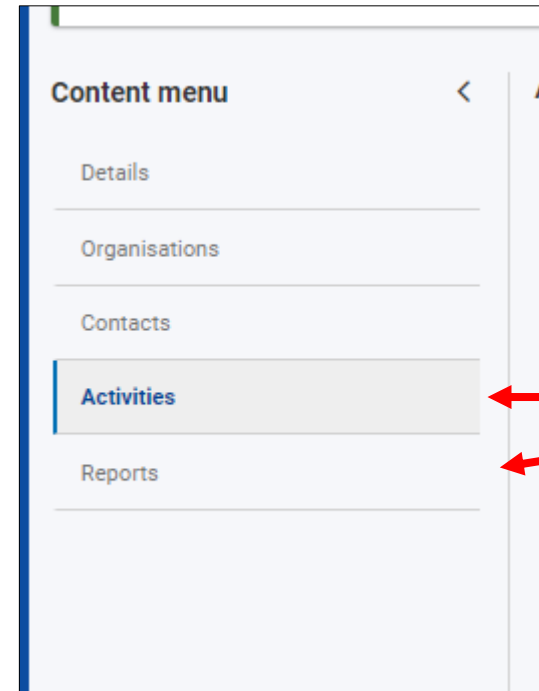 Content menu
Details
Organisations
Contacts
Activities
Reports